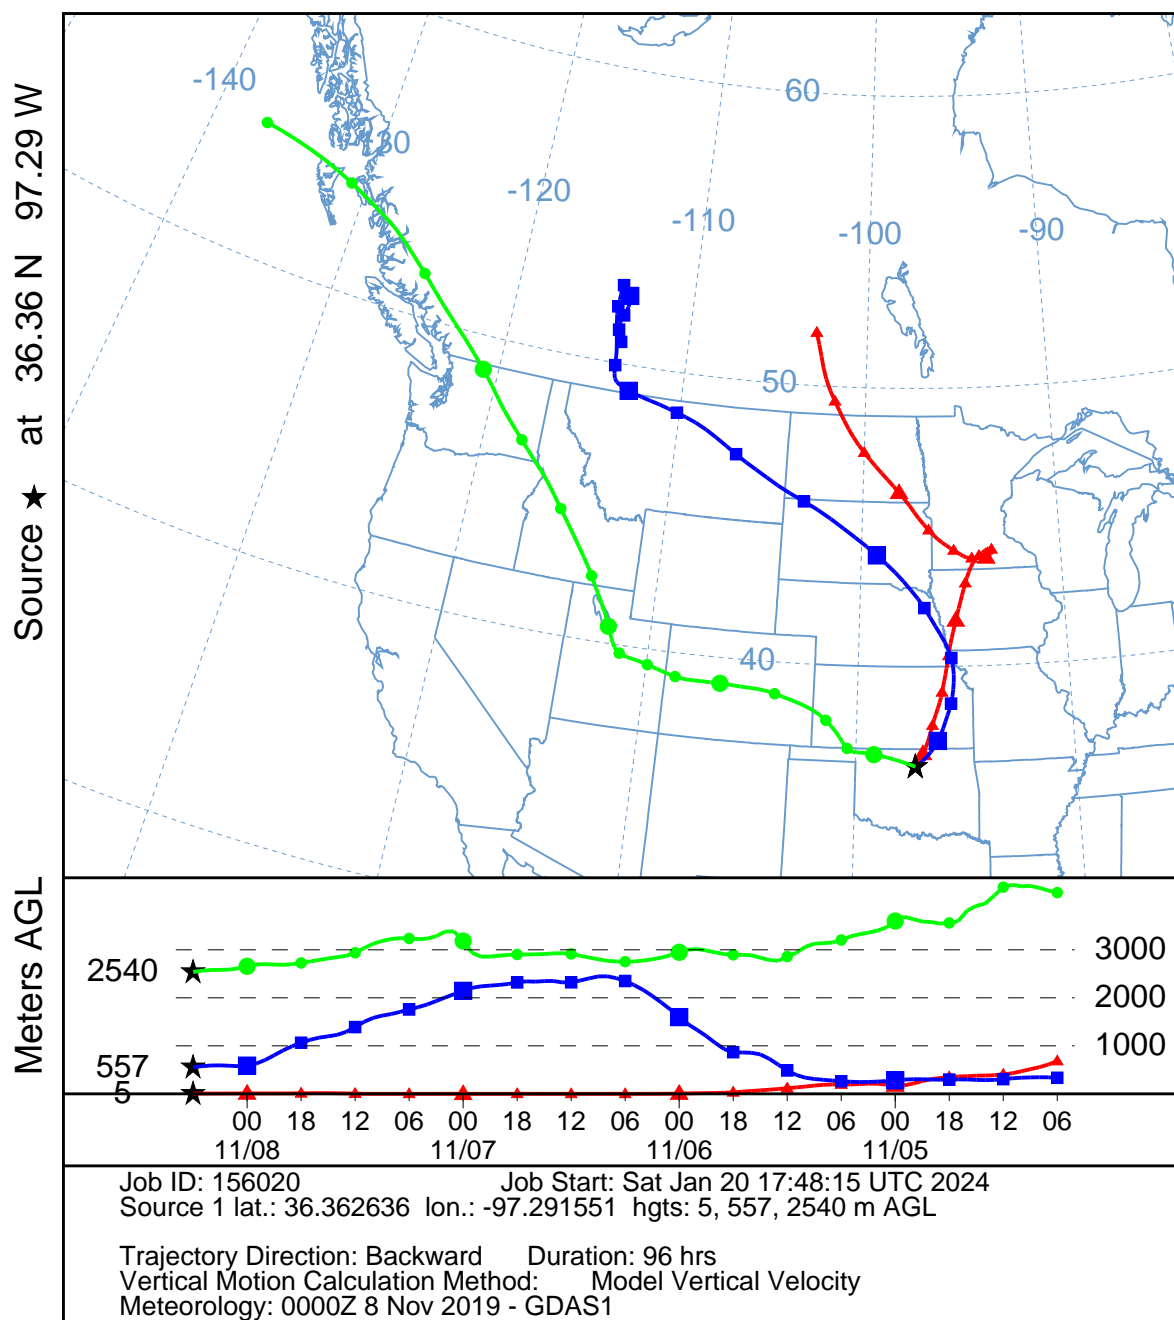 Source ★ at 36.36 N 97.29 W
-140
-130
-120
-110
-100
-90
60
50
40
Meters AGL
2540
557
5
3000
2000
1000
00 18 12 06 00 18 12 06 00 18 12 06 00 18 12 06
11/08 11/07 11/06 11/05
Job ID: 156020 Job Start: Sat Jan 20 17:48:15 UTC 2024
Source 1 lat.: 36.362636 lon.: -97.291551 hgts: 5, 557, 2540 m AGL
Trajectory Direction: Backward Duration: 96 hrs
Vertical Motion Calculation Method: Model Vertical Velocity
Meteorology: 0000Z 8 Nov 2019 - GDAS1